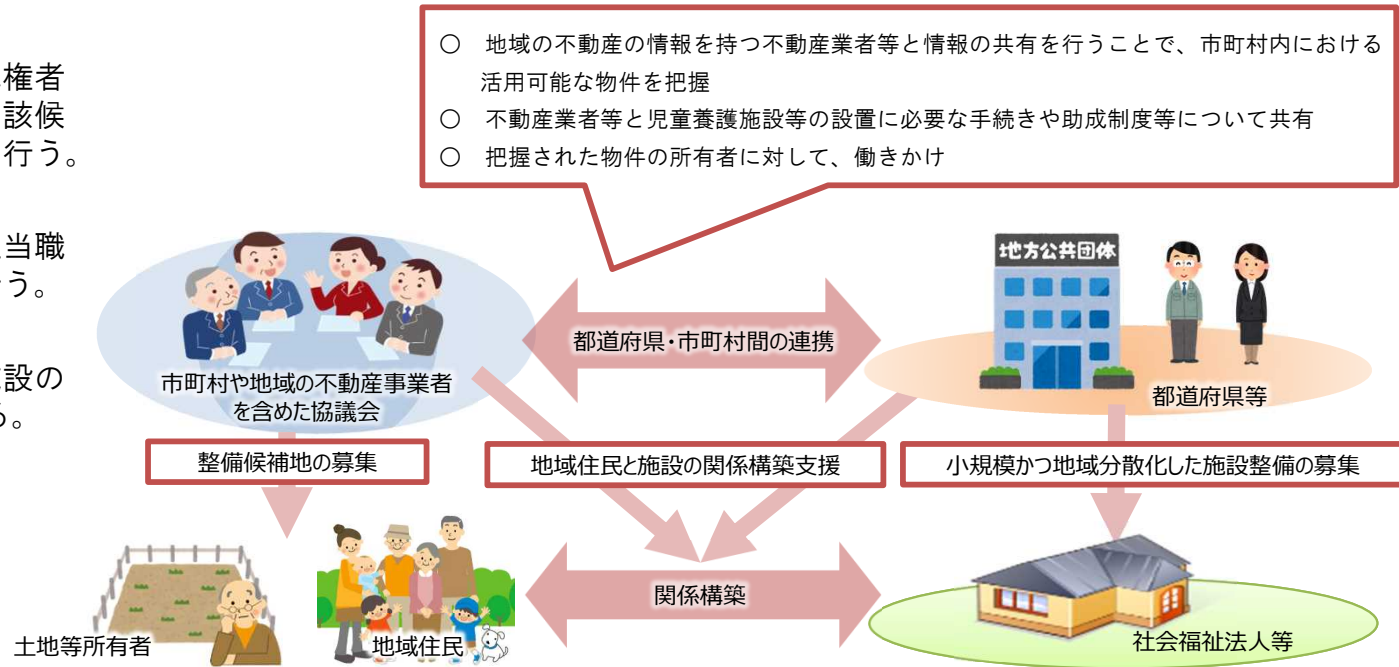 権者
該候
行う。
当職
う。
設の
る。
○ 地域の不動産の情報を持つ不動産業者等と情報の共有を行うことで、市町村内における
活用可能な物件を把握
○ 不動産業者等と児童養護施設等の設置に必要な手続きや助成制度等について共有
○ 把握された物件の所有者に対して、働きかけ
地方公共団体
都道府県・市町村間の連携
市町村や地域の不動産事業者
を含めた協議会
都道府県等
整備候補地の募集
地域住民と施設の関係構築支援
小規模かつ地域分散化した施設整備の募集
関係構築
土地等所有者
地域住民
社会福祉法人等